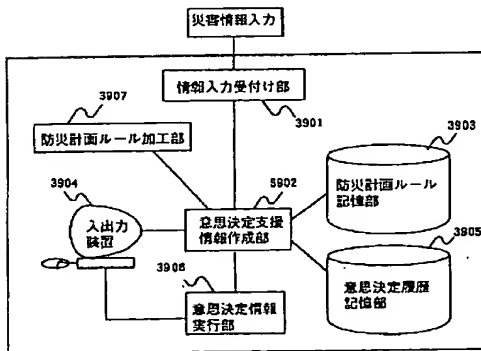 災害情報入力
情報入力受付け部
3901
3907
防災計画ルール加工部
3903
防災計画ルール
記憶部
3904
入出力
装置
3902
意思決定支援
情報作成部
3905
意思決定履歴
記憶部
3906
意思決定情報
実行部